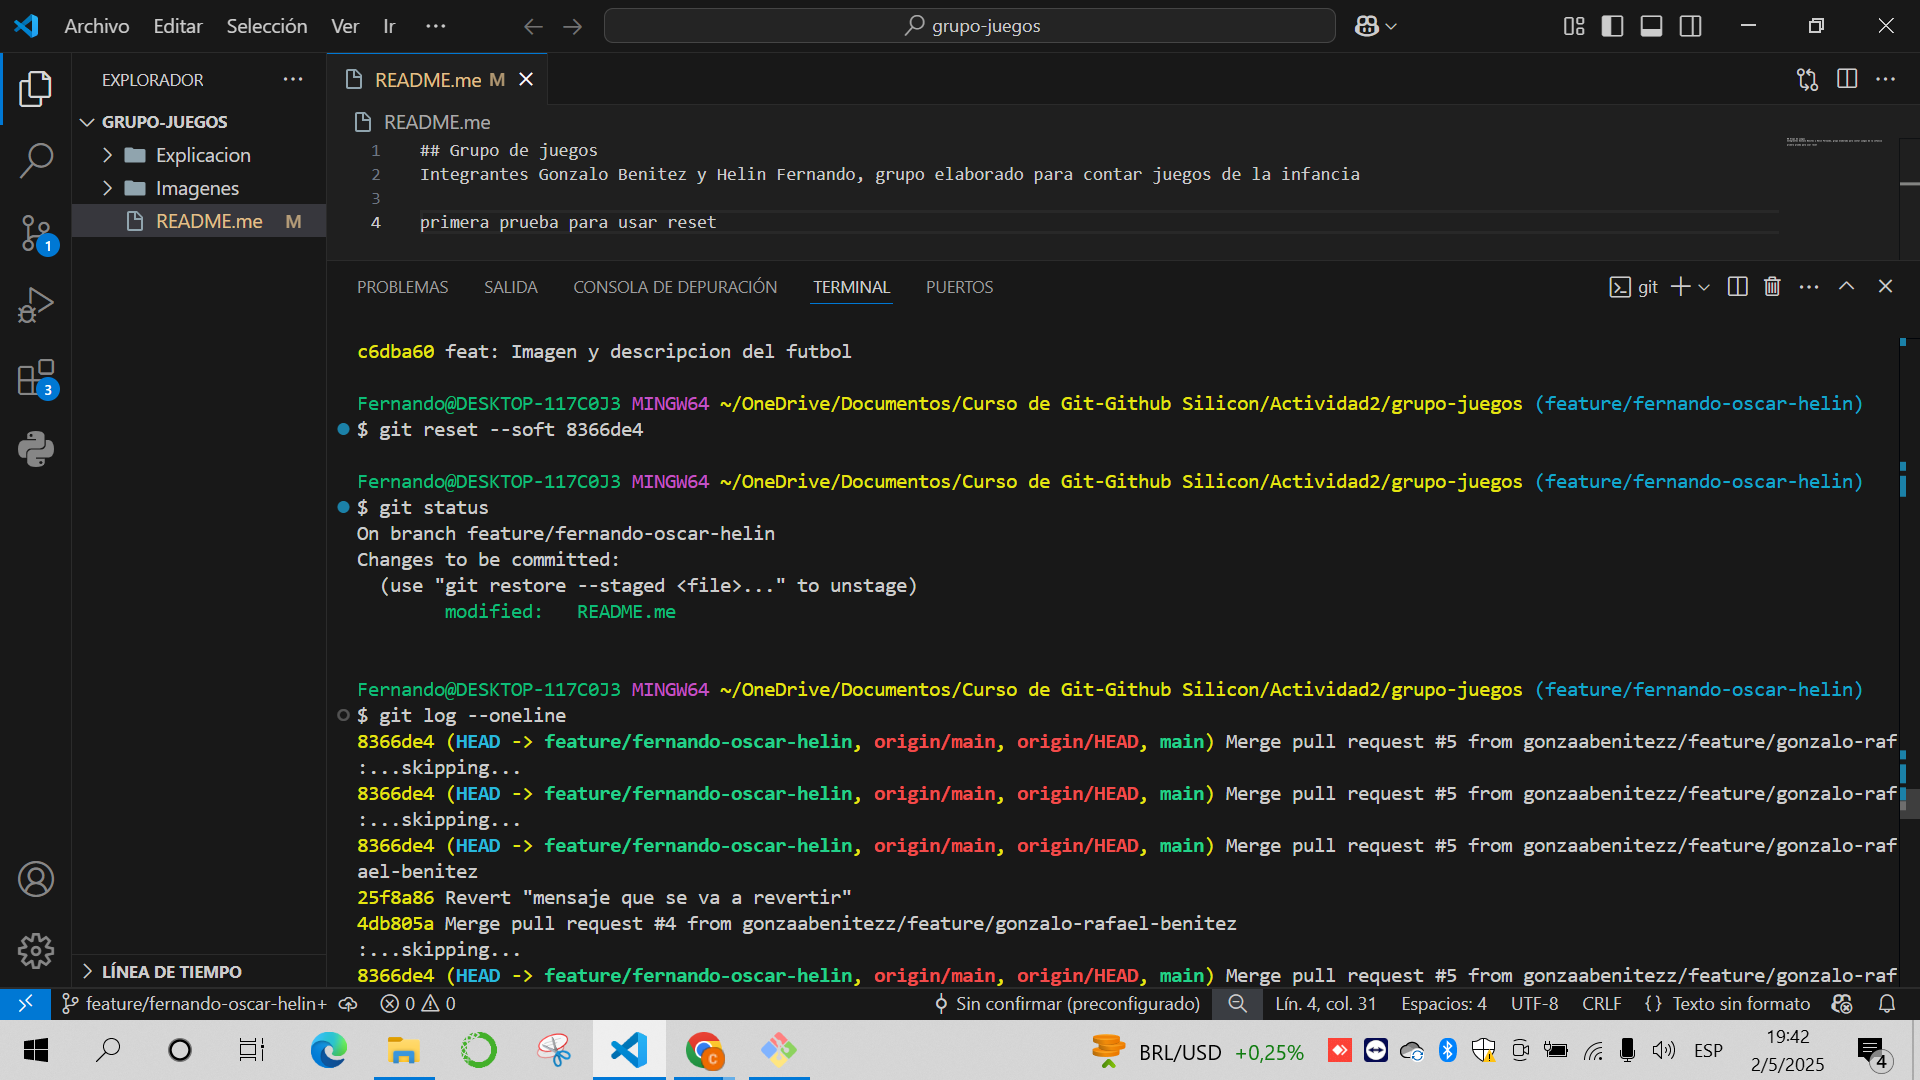 Archivo Editar Selección Ver Ir ···
grupo-juegos
EXPLORADOR
README.me M
GRUPO-JUEGOS
Explicacion
Imagenes
README.me M
LÍNEA DE TIEMPO
README.me
1 ## Grupo de juegos
2 Integrantes Gonzalo Benitez y Helin Fernando, grupo elaborado para contar juegos de la infancia
3
4 primera prueba para usar reset
1
3
PROBLEMAS SALIDA CONSOLA DE DEPURACIÓN TERMINAL PUERTOS
git
c6dba60 feat: Imagen y descripcion del futbol
Fernando@DESKTOP-117C0J3 MINGW64 ~/OneDrive/Documentos/Curso de Git-Github Silicon/Actividad2/grupo-juegos (feature/fernando-oscar-helin)
$ git reset --soft 8366de4
Fernando@DESKTOP-117C0J3 MINGW64 ~/OneDrive/Documentos/Curso de Git-Github Silicon/Actividad2/grupo-juegos (feature/fernando-oscar-helin)
$ git status
On branch feature/fernando-oscar-helin
Changes to be committed:
(use "git restore --staged <file>..." to unstage)
modified: README.me
Fernando@DESKTOP-117C0J3 MINGW64 ~/OneDrive/Documentos/Curso de Git-Github Silicon/Actividad2/grupo-juegos (feature/fernando-oscar-helin)
$ git log --oneline
8366de4 (HEAD -> feature/fernando-oscar-helin, origin/main, origin/HEAD, main) Merge pull request #5 from gonzaabenitezz/feature/gonzalo-raf
:...skipping...
8366de4 (HEAD -> feature/fernando-oscar-helin, origin/main, origin/HEAD, main) Merge pull request #5 from gonzaabenitezz/feature/gonzalo-raf
:...skipping...
8366de4 (HEAD -> feature/fernando-oscar-helin, origin/main, origin/HEAD, main) Merge pull request #5 from gonzaabenitezz/feature/gonzalo-raf
ael-benitez
25f8a86 Revert "mensaje que se va a revertir"
4db805a Merge pull request #4 from gonzaabenitezz/feature/gonzalo-rafael-benitez
:...skipping...
8366de4 (HEAD -> feature/fernando-oscar-helin, origin/main, origin/HEAD, main) Merge pull request #5 from gonzaabenitezz/feature/gonzalo-raf
feature/fernando-oscar-helin+ 0 0 Sin confirmar (preconfigurado) Lín. 4, col. 31 Espacios: 4 UTF-8 CRLF {} Texto sin formato
C
BRL/USD +0,25% ESP
19:42
2/5/2025
4